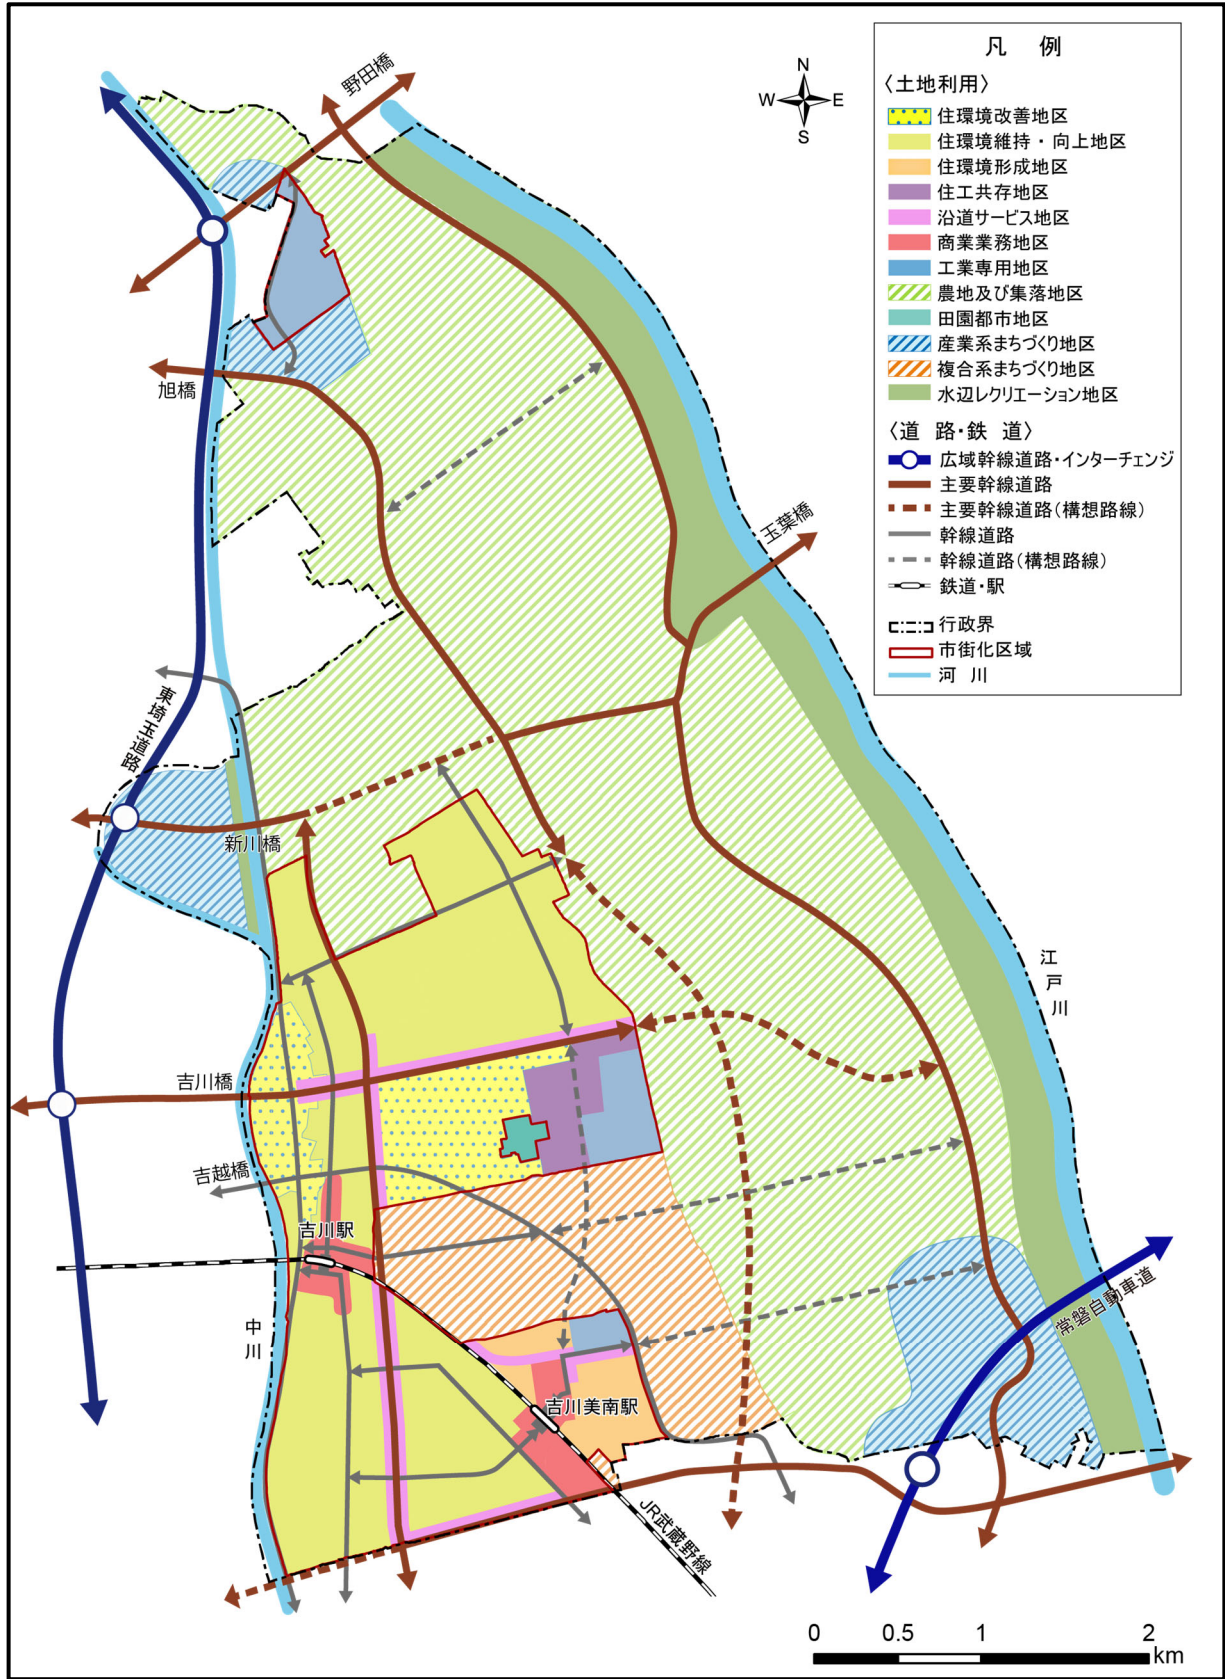 凡 例
〈土地利用〉
住環境改善地区
住環境維持・向上地区
住環境形成地区
住工共存地区
沿道サービス地区
商業業務地区
工業専用地区
農地及び集落地区
田園都市地区
産業系まちづくり地区
複合系まちづくり地区
水辺レクリエーション地区
〈道 路・鉄 道〉
広域幹線道路・インターチェンジ
主要幹線道路
主要幹線道路(構想路線)
幹線道路
幹線道路(構想路線)
鉄道・駅
行政界
市街化区域
河 川
N
W
E
S
野田橋
旭橋
玉葉橋
東埼玉道路
新川橋
江戸川
吉川橋
吉越橋
吉川駅
中川
常磐自動車道
吉川美南駅
JR武蔵野線
0 0.5 1 2
km